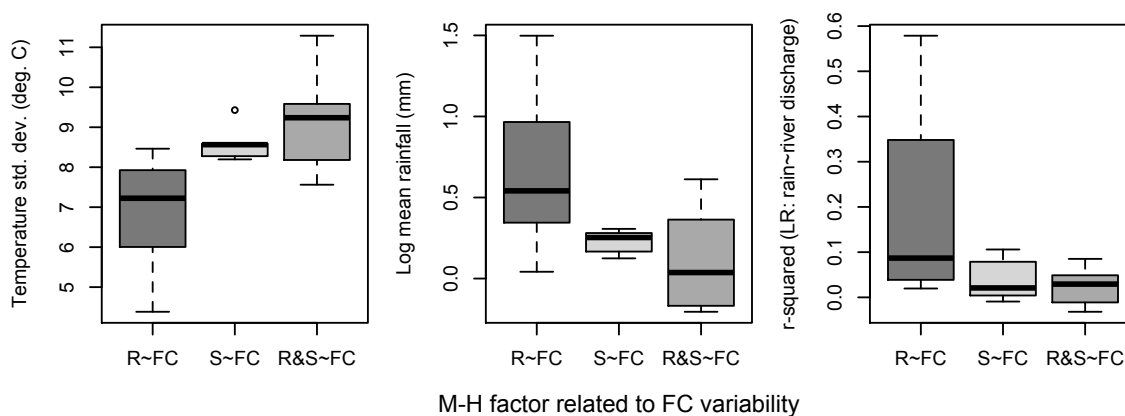 Temperature std. dev. (deg. C)
11
10
9
8
7
6
5
R~FC S~FC R&S~FC
Log mean rainfall (mm)
1.5
1.0
0.5
0.0
R~FC S~FC R&S~FC
r-squared (LR: rain~river discharge)
0.6
0.5
0.4
0.3
0.2
0.1
0.0
R~FC S~FC R&S~FC
M-H factor related to FC variability